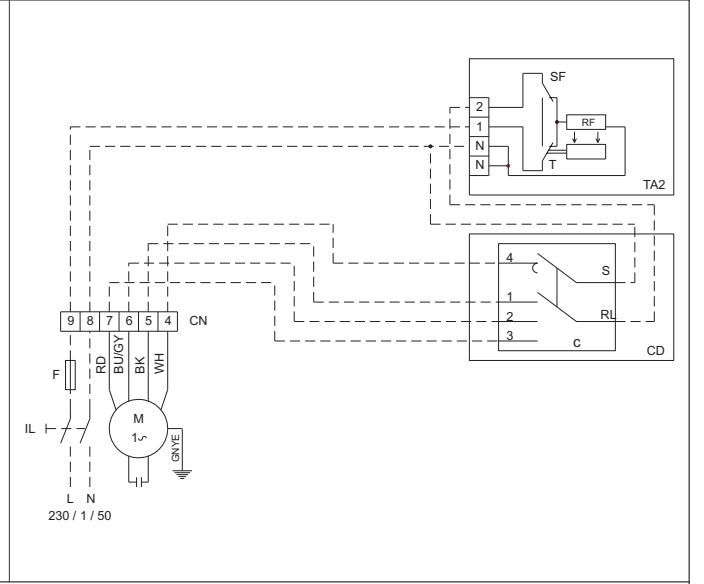 SF
2
1
N
N
RF
T
TA2
4
1
2
3
S
RL
C
CD
9 8 7 6 5 4 CN
F
RD
BU/GY
BK
WH
IL
M
1~
GNYE
L N
230 / 1 / 50